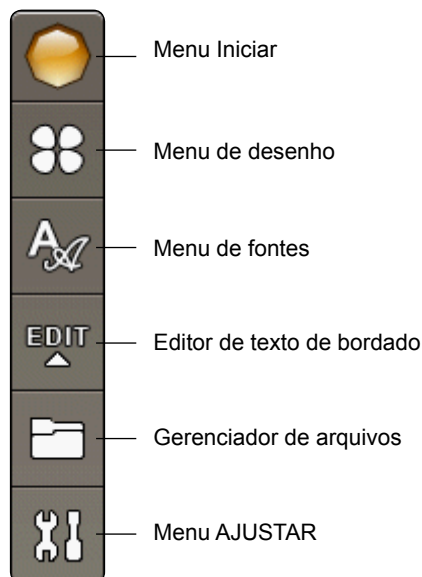 Menu Iniciar
Menu de desenho
Menu de fontes
EDIT
Editor de texto de bordado
Gerenciador de arquivos
Menu AJUSTAR